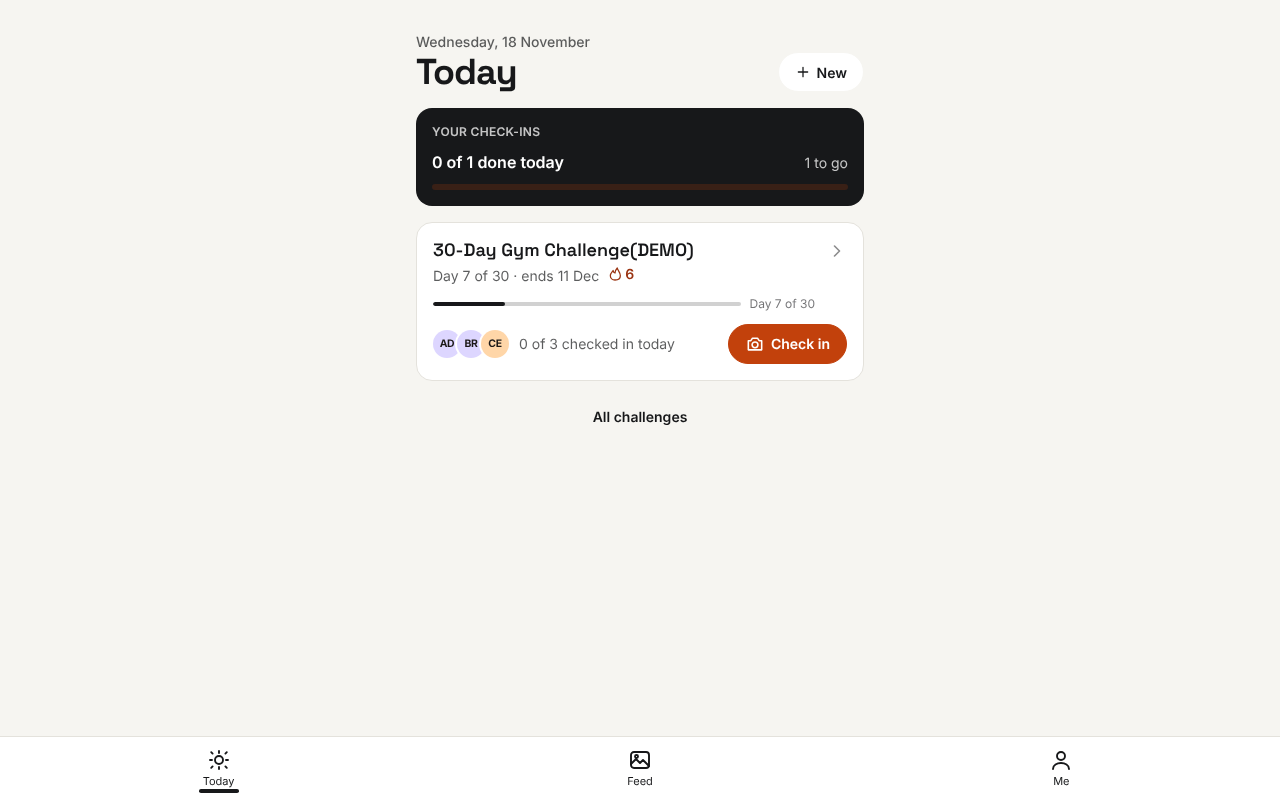 Wednesday, 18 November
Today
New
YOUR CHECK-INS
0 of 1 done today
1 to go
30-Day Gym Challenge(DEMO)
Day 7 of 30 · ends 11 Dec 6
Day 7 of 30
AD BR CE 0 of 3 checked in today
Check in
All challenges
Today
Feed
Me